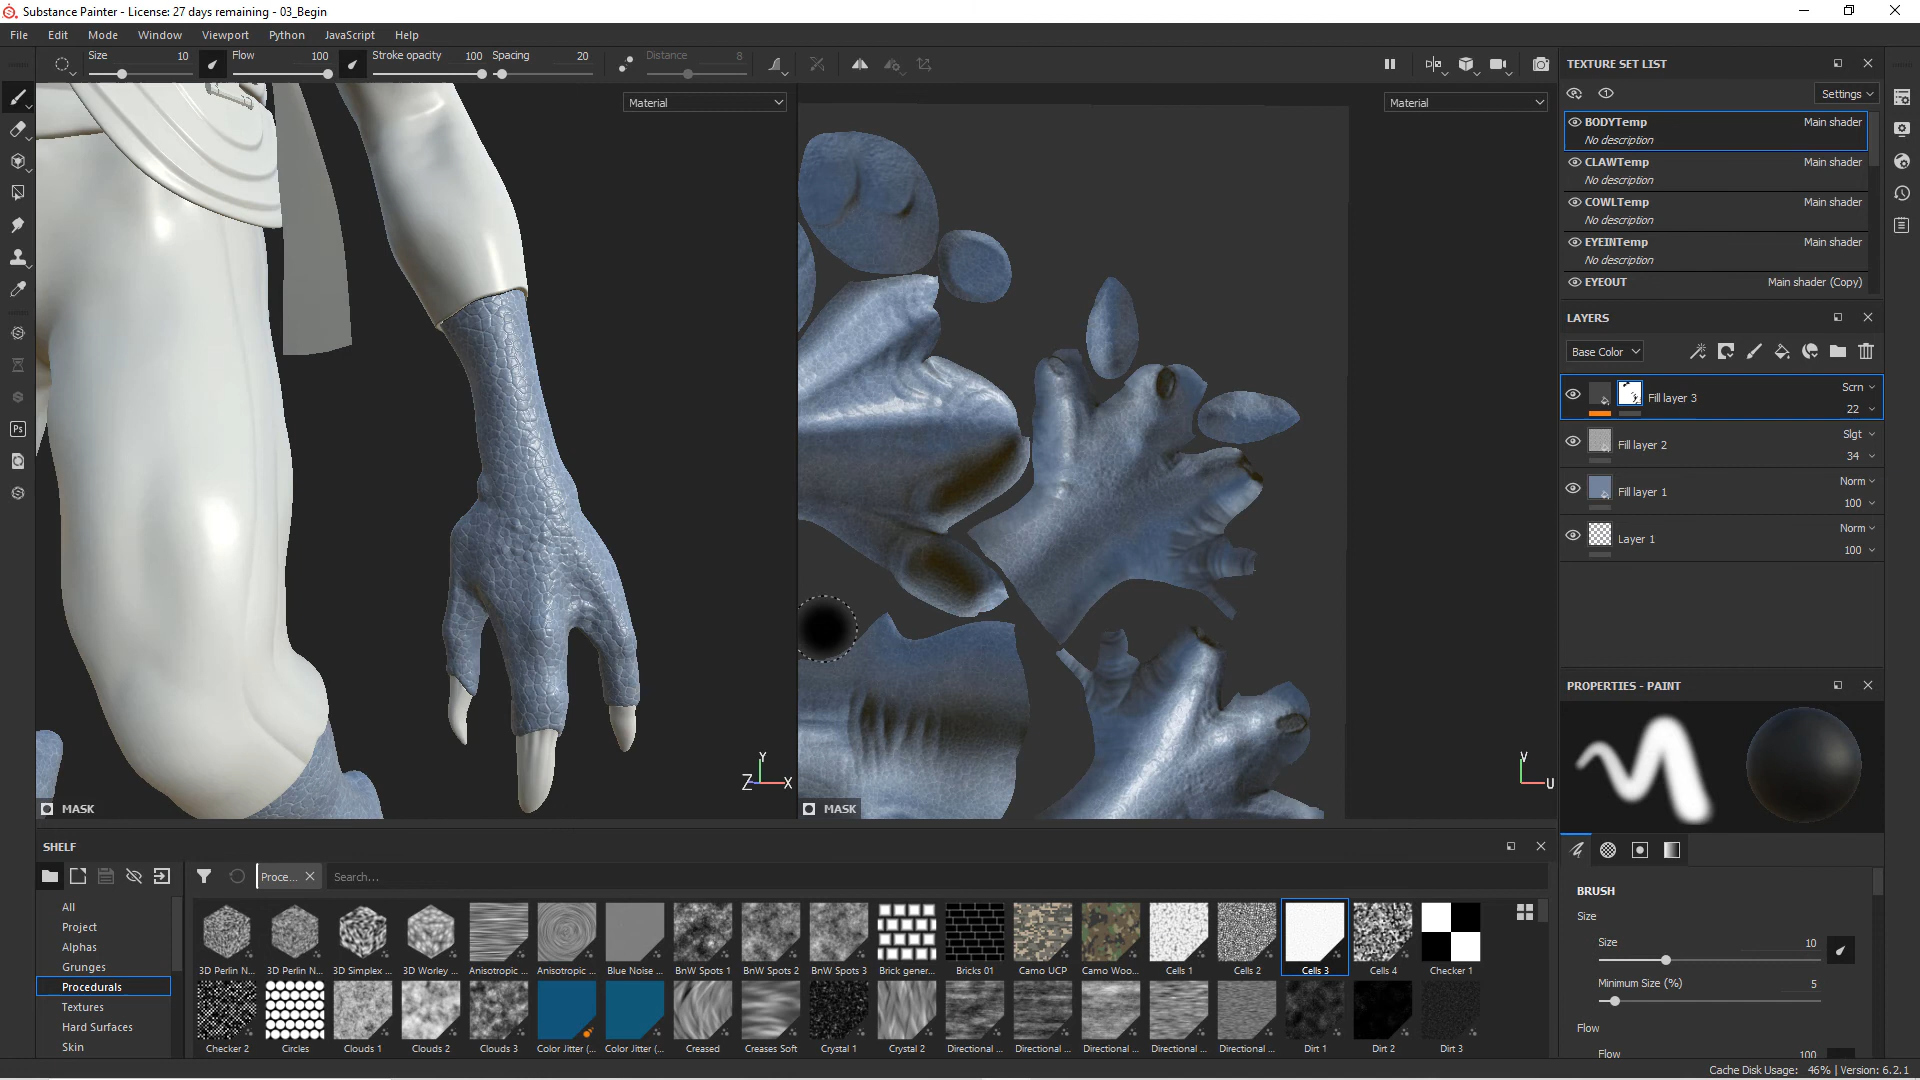 Substance Painter - License: 27 days remaining - 03_Begin
File Edit Mode Window Viewport Python JavaScript Help
Size 10 Flow 100 Stroke opacity 100 Spacing 20 Distance 8
Material
Material
TEXTURE SET LIST
Settings
BODYTemp Main shader
No description
CLAWTemp Main shader
No description
COWLTemp Main shader
No description
EYEINTemp Main shader
No description
EYEOUT Main shader (Copy)
LAYERS
Base Color
Fill layer 3 Scrn
22
Fill layer 2 Slgt
34
Fill layer 1 Norm
100
Layer 1 Norm
100
PROPERTIES - PAINT
BRUSH
Size
Size 10
Minimum Size (%) 5
Flow
Flow 100
Ps
Y
Z X
V
U
MASK
MASK
SHELF
Proce... Search...
All
Project
Alphas
Grunges
Procedurals
Textures
Hard Surfaces
Skin
3D Perlin N... 3D Perlin N... 3D Simplex ... 3D Worley ... Anisotropic ... Anisotropic ... Blue Noise ... BnW Spots 1 BnW Spots 2 BnW Spots 3 Brick gener... Bricks 01 Camo UCP Camo Woo... Cells 1 Cells 2 Cells 3 Cells 4 Checker 1
Checker 2 Circles Clouds 1 Clouds 2 Clouds 3 Color Jitter (... Color Jitter (... Creased Creases Soft Crystal 1 Crystal 2 Directional ... Directional ... Directional ... Directional ... Directional ... Dirt 1 Dirt 2 Dirt 3
Cache Disk Usage: 46% | Version: 6.2.1